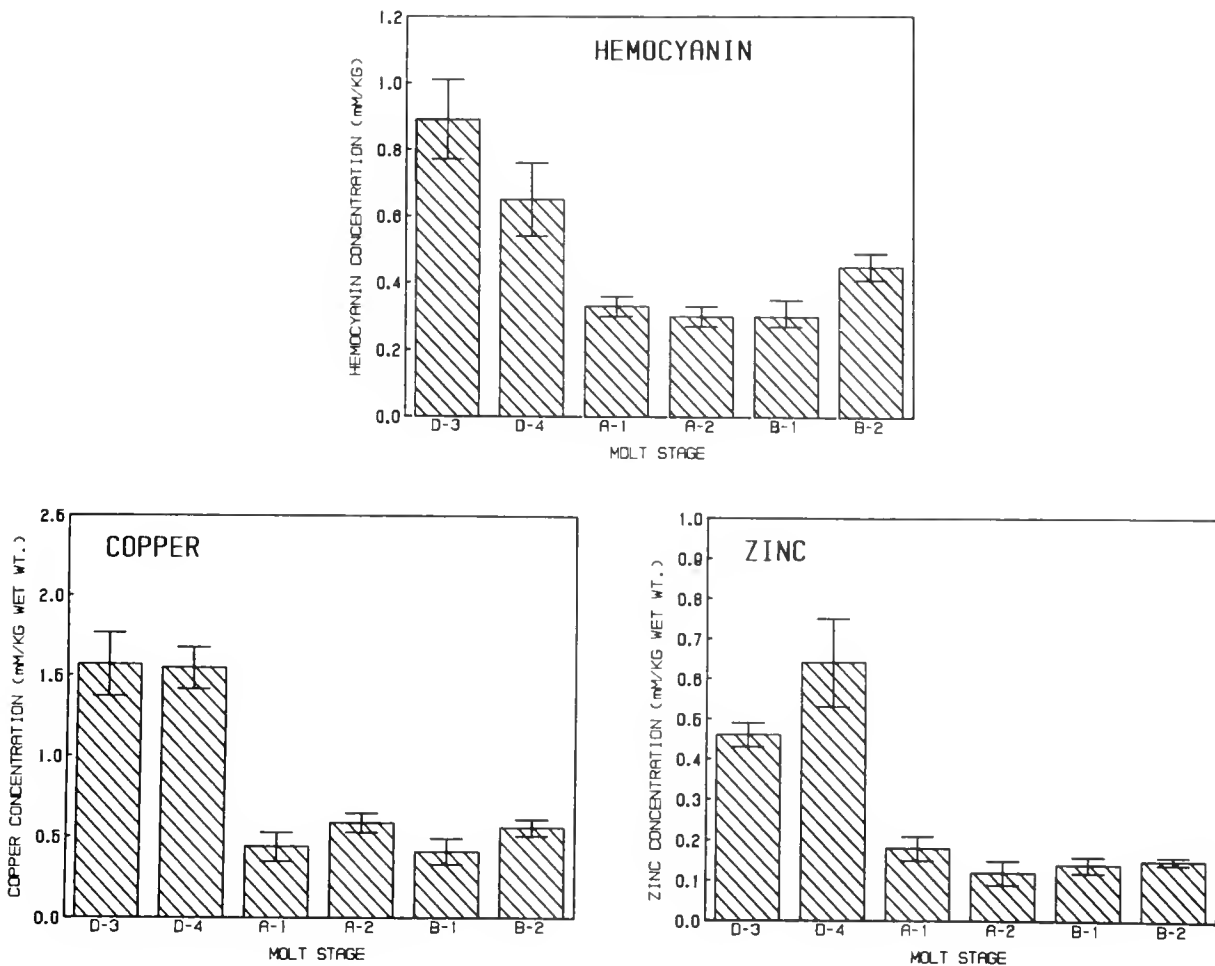 HEMOCYANIN
HEMOCYANIN CONCENTRATION (mM/KG)
1.2
1.0
0.8
0.6
0.4
0.2
0.0
D-3 D-4 A-1 A-2 B-1 B-2
MOLT STAGE
COPPER
COPPER CONCENTRATION (mM/KG WET WT.)
2.5
2.0
1.5
1.0
0.5
0.0
D-3 D-4 A-1 A-2 B-1 B-2
MOLT STAGE
ZINC
ZINC CONCENTRATION (mM/KG WET WT.)
1.0
0.9
0.8
0.7
0.6
0.5
0.4
0.3
0.2
0.1
0.0
D-3 D-4 A-1 A-2 B-1 B-2
MOLT STAGE